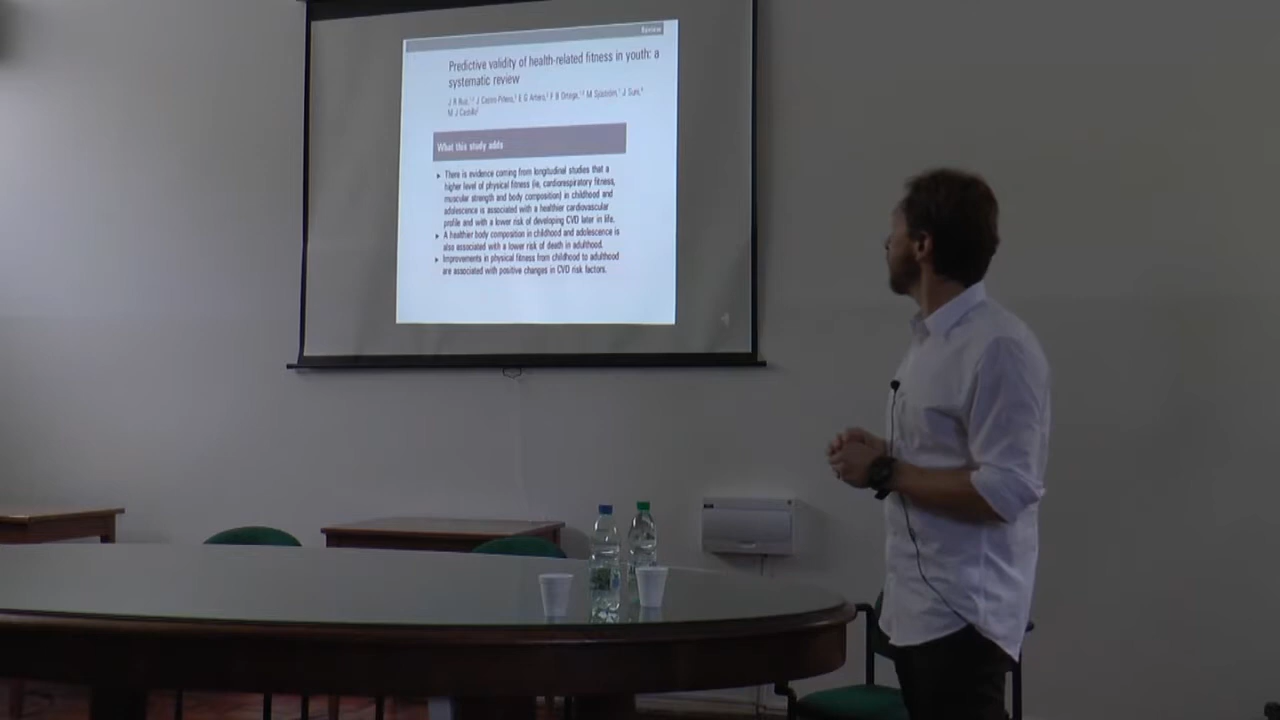 Review
Predictive validity of health-related fitness in youth: a
systematic review
J R Ruiz, J Castro-Piñero, E G Artero, F B Ortega, M Sjöström, J Suni,
M J Castillo
What this study adds
▸ There is evidence coming from longitudinal studies that a
higher level of physical fitness (ie, cardiorespiratory fitness,
muscular strength and body composition) in childhood and
adolescence is associated with a healthier cardiovascular
profile and with a lower risk of developing CVD later in life.
▸ A healthier body composition in childhood and adolescence is
also associated with a lower risk of death in adulthood.
▸ Improvements in physical fitness from childhood to adulthood
are associated with positive changes in CVD risk factors.